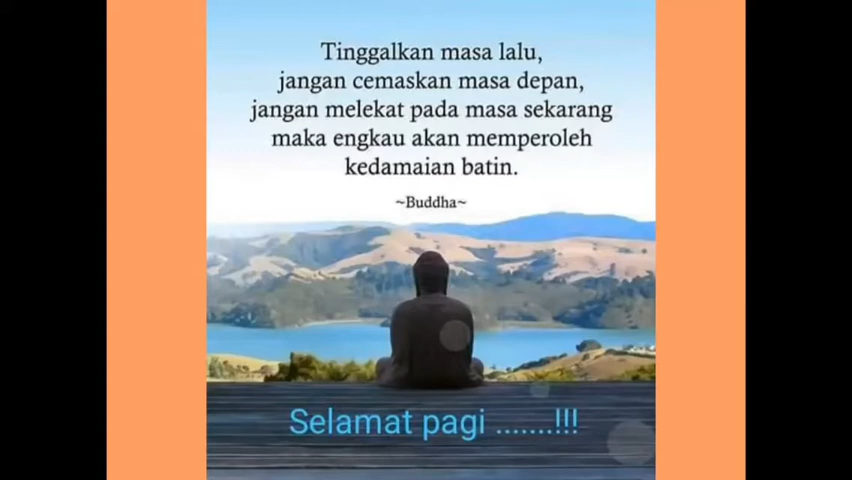 Tinggalkan masa lalu,
jangan cemaskan masa depan,
jangan melekat pada masa sekarang
maka engkau akan memperoleh
kedamaian batin.
~Buddha~
Selamat pagi .......!!!